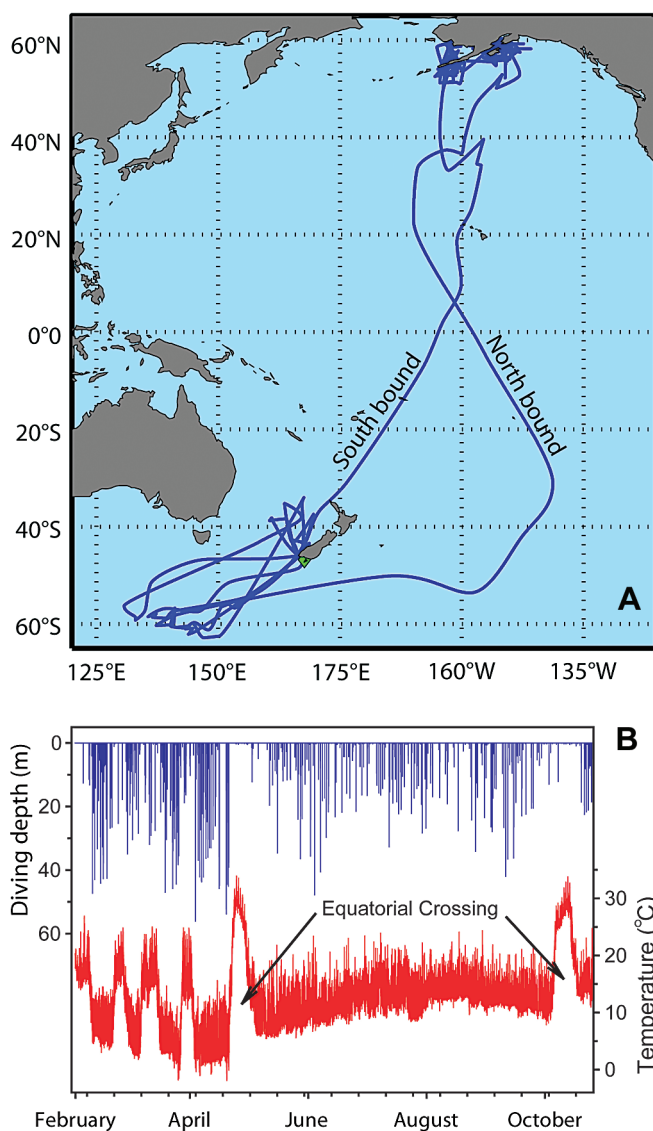 60°N
40°N
20°N
0°0
20°S
40°S
60°S
South bound
North bound
A
125°E 150°E 175°E 160°W 135°W
B
Diving depth (m)
0
20
40
60
Equatorial Crossing
30
20
10
0
Temperature (°C)
February April June August October